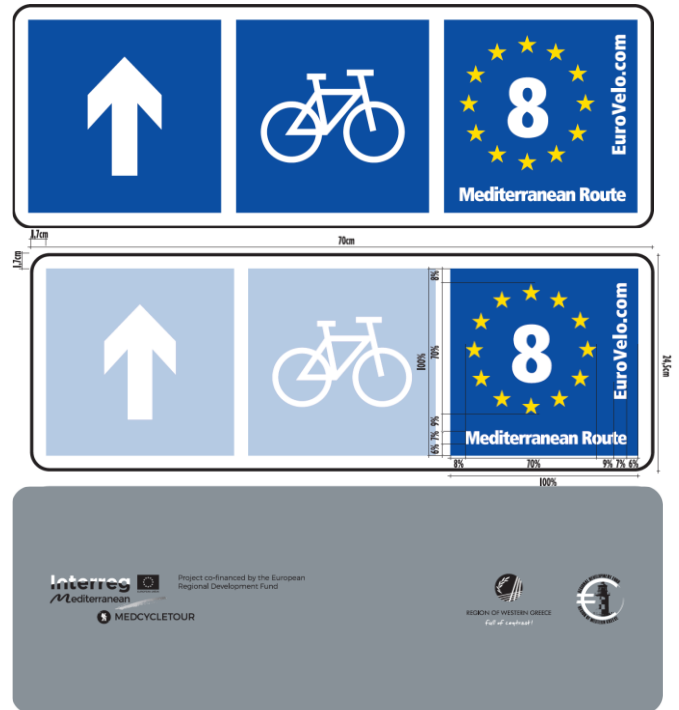 8
EuroVelo.com
Mediterranean Route
1,7cm
70cm
1,7cm
8%
70%
100%
9%
7%
6%
8
EuroVelo.com
Mediterranean Route
24,5cm
8% 70% 9% 7% 6%
100%
Interreg
Mediterranean
MEDCYCLETOUR
Project co-financed by the European
Regional Development Fund
REGION OF WESTERN GREECE
full of contrast!